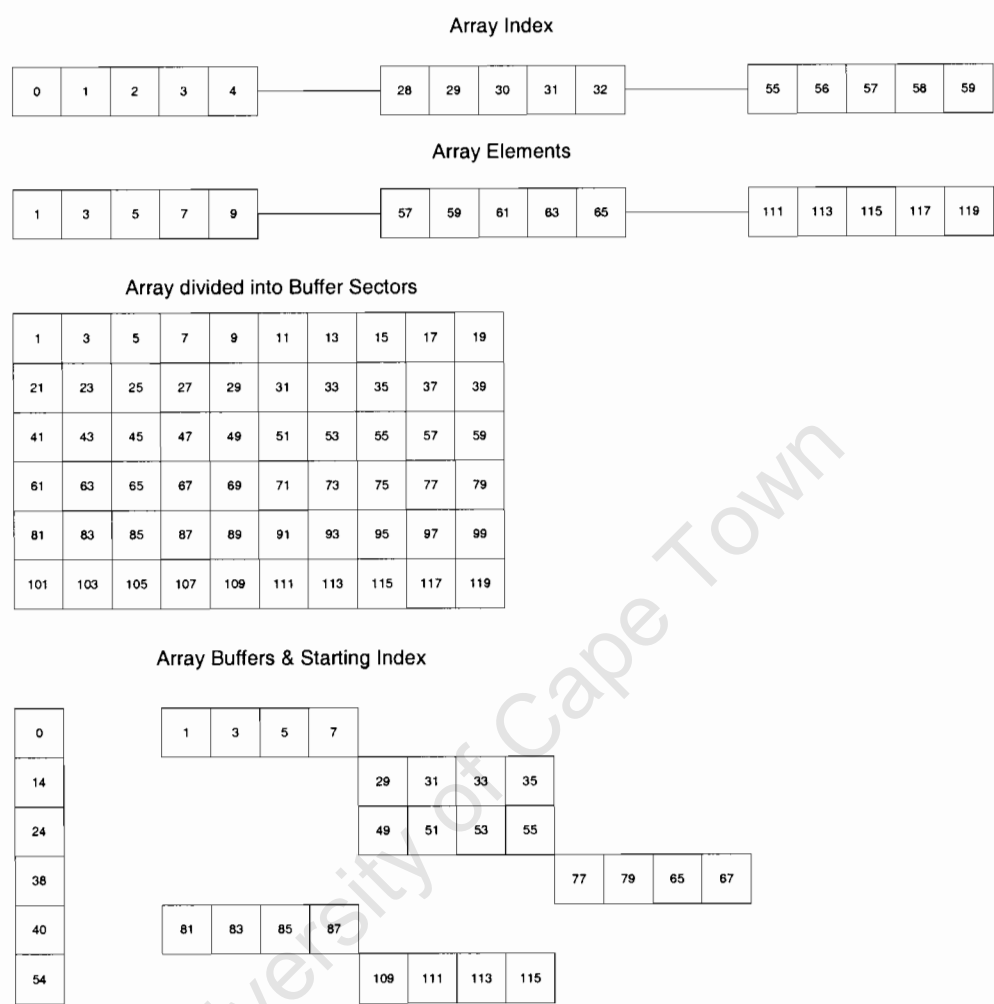 Array Index
0 1 2 3 4 28 29 30 31 32 55 56 57 58 59
Array Elements
1 3 5 7 9 57 59 61 63 65 111 113 115 117 119
Array divided into Buffer Sectors
1 3 5 7 9 11 13 15 17 19
21 23 25 27 29 31 33 35 37 39
41 43 45 47 49 51 53 55 57 59
61 63 65 67 69 71 73 75 77 79
81 83 85 87 89 91 93 95 97 99
101 103 105 107 109 111 113 115 117 119
Array Buffers & Starting Index
0 1 3 5 7
14 29 31 33 35
24 49 51 53 55
38 77 79 65 67
40 81 83 85 87
54 109 111 113 115
versity of Cape Town